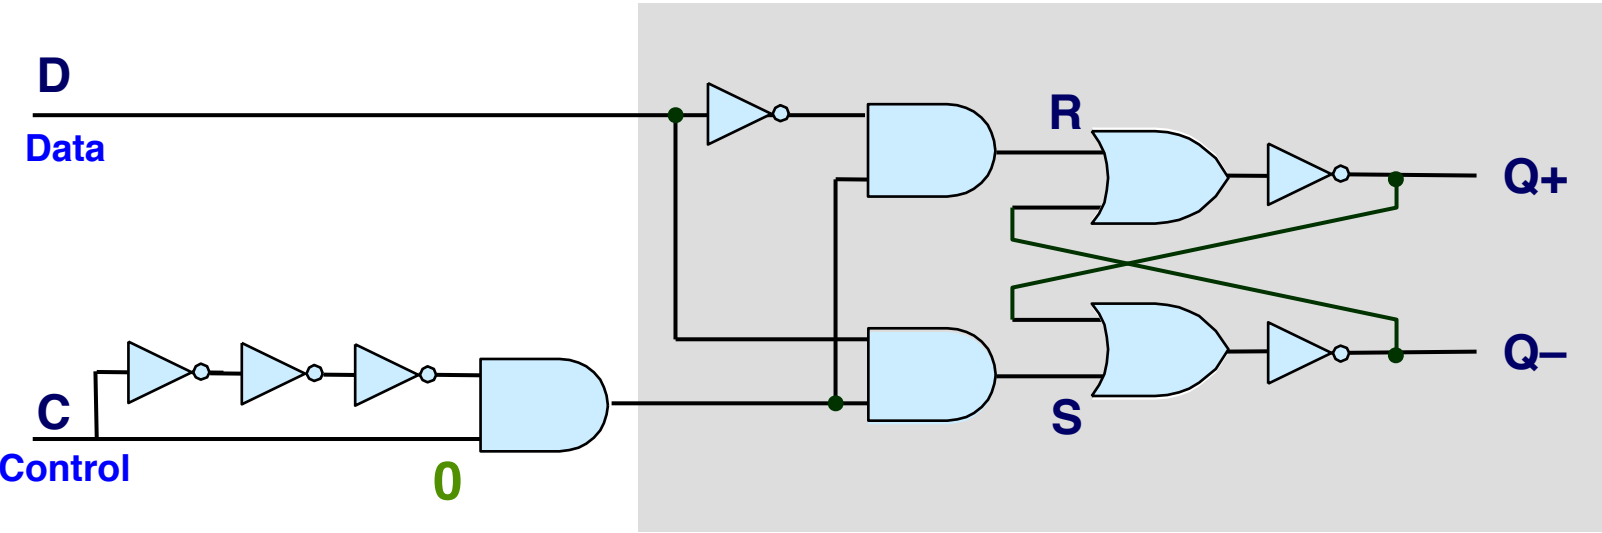 D
Data
R
Q+
C
Control
0
S
Q–